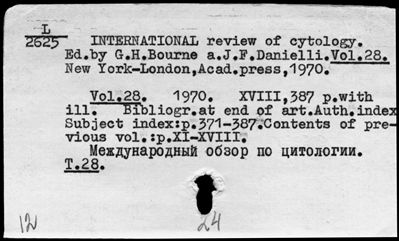 L
2625
INTERNATIONAL review of cytology.
Ed.by G.H.Bourne a.J.F.Danielli.Vol.28.
New York-London,Acad.press,1970.
Vol.28. 1970. XVIII,387 p.with
ill. Bibliogr.at end of art.Auth.index
Subject index:p.371-387.Contents of pre-
vious vol.:p.XI-XVIII.
Международный обзор по цитологии.
T.28.
12
24